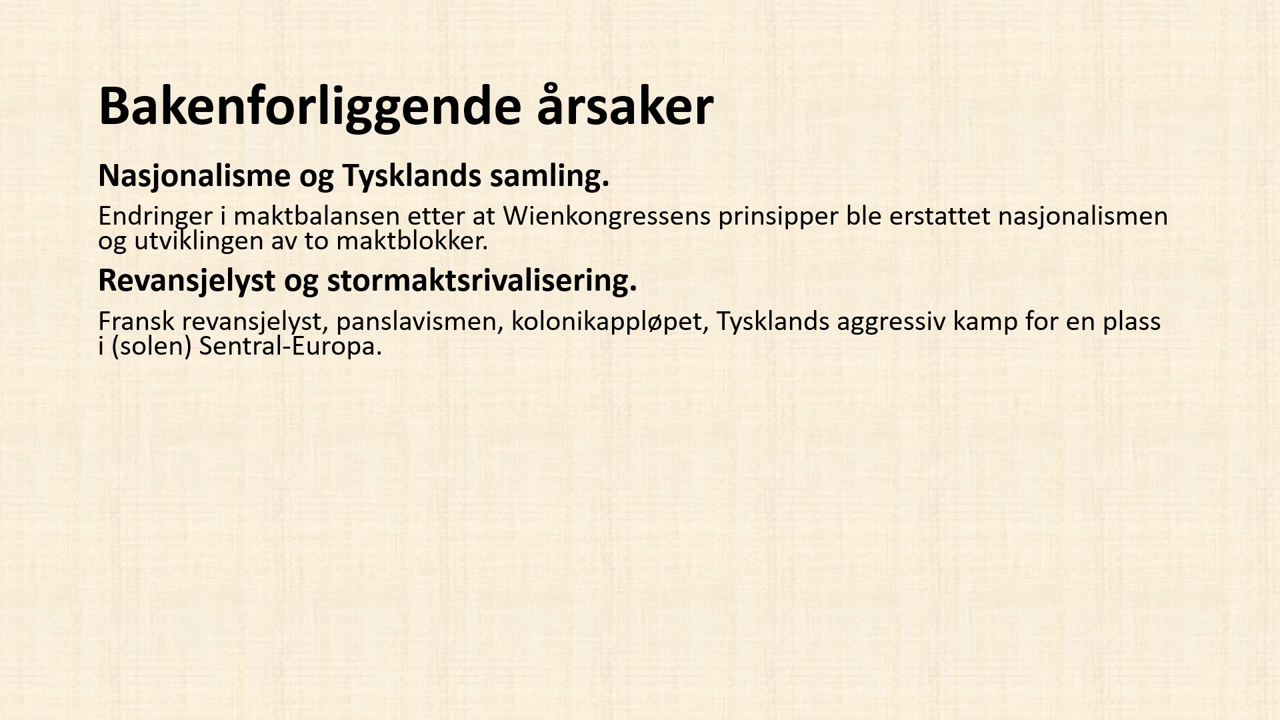 Bakenforliggende årsaker
Nasjonalisme og Tysklands samling.
Endringer i maktbalansen etter at Wienkongressens prinsipper ble erstattet nasjonalismen
og utviklingen av to maktblokker.
Revansjelyst og stormaktsrivalisering.
Fransk revansjelyst, panslavismen, kolonikappløpet, Tysklands aggressiv kamp for en plass
i (solen) Sentral-Europa.